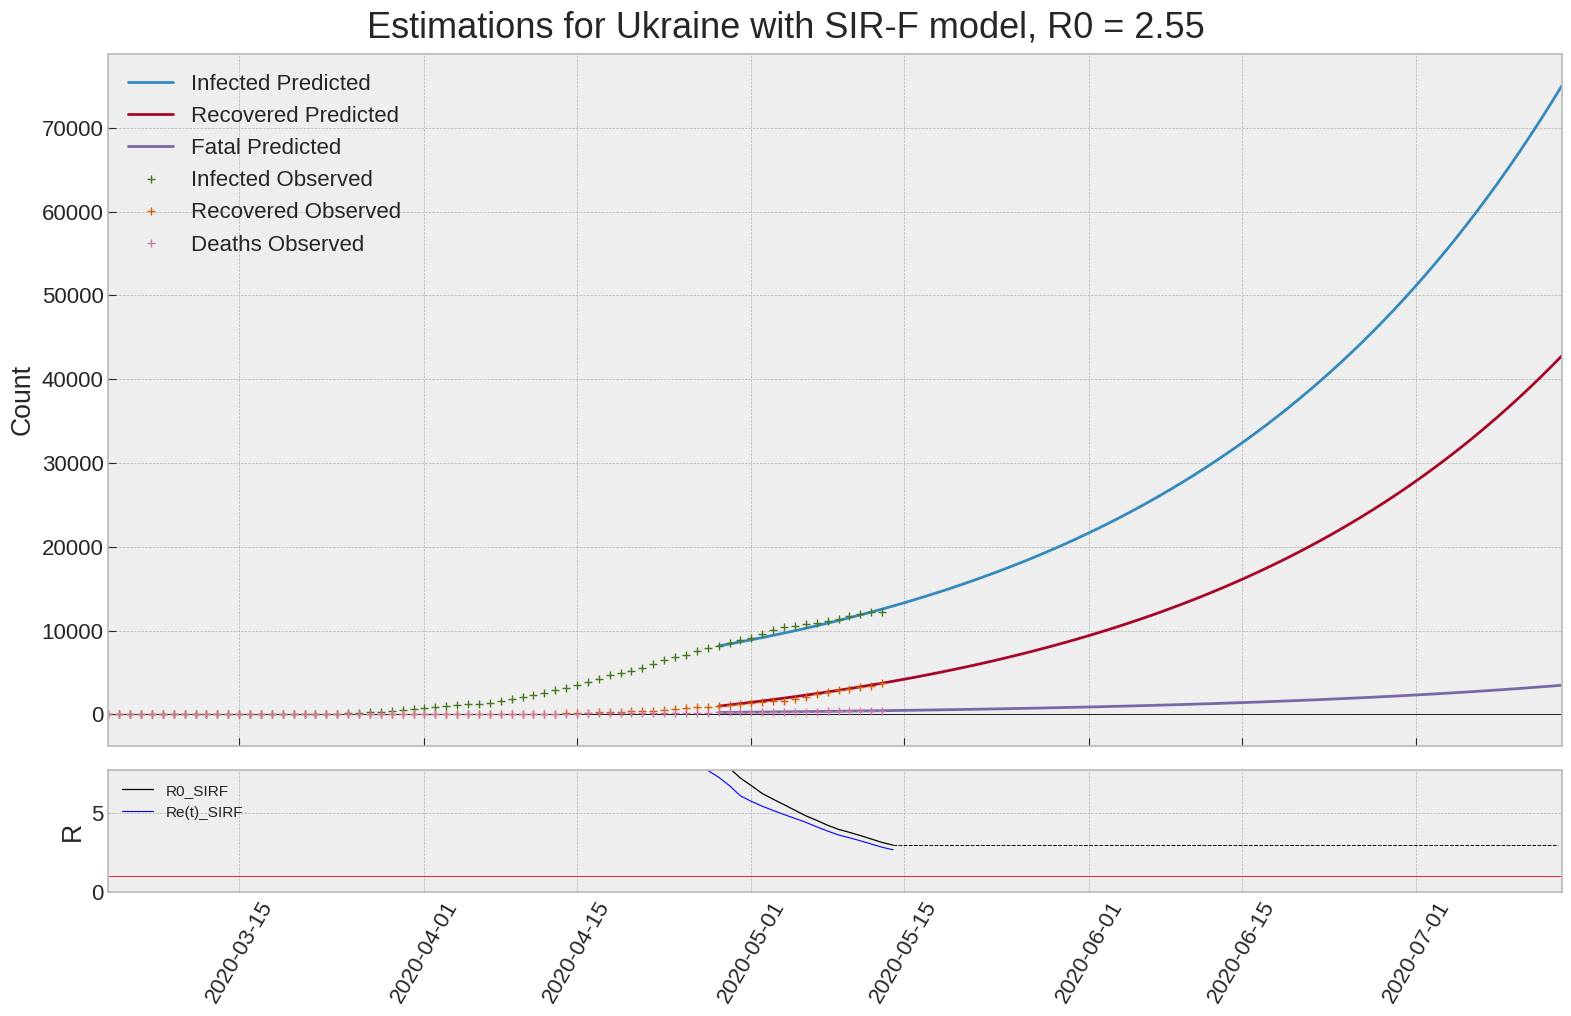 Estimations for Ukraine with SIR-F model, R0 = 2.55
Infected Predicted
Recovered Predicted
Fatal Predicted
Infected Observed
Recovered Observed
Deaths Observed
70000
60000
50000
40000
30000
20000
10000
0
Count
R0_SIRF
Re(t)_SIRF
5
0
R
2020-03-15
2020-04-01
2020-04-15
2020-05-01
2020-05-15
2020-06-01
2020-06-15
2020-07-01